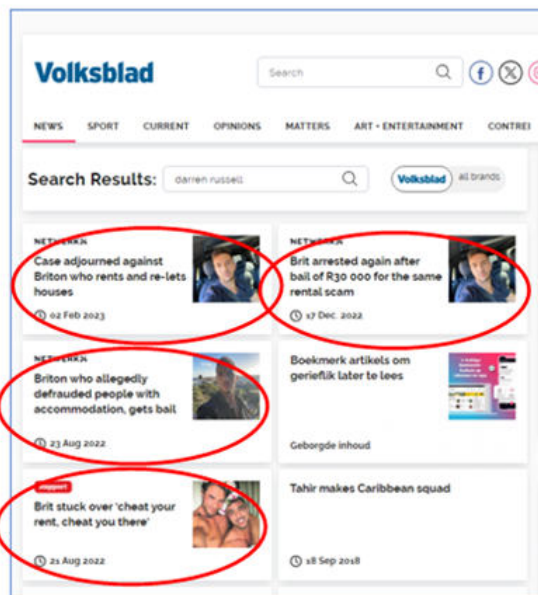 Volksblad
Search
NEWS SPORT CURRENT OPINIONS MATTERS ART + ENTERTAINMENT CONTREI
Search Results: darren russell
Volksblad all brands
NETWERK24
Case adjourned against
Briton who rents and re-lets
houses
02 Feb 2023
NETWERK24
Brit arrested again after
bail of R30 000 for the same
rental scam
17 Dec. 2022
NETWERK24
Briton who allegedly
defrauded people with
accommodation, gets bail
23 Aug 2022
Boekmerk artikels om
gerieflik later te lees
Geborgde inhoud
Brit stuck over 'cheat your
rent, cheat you there'
21 Aug 2022
Tahir makes Caribbean squad
18 Sep 2018